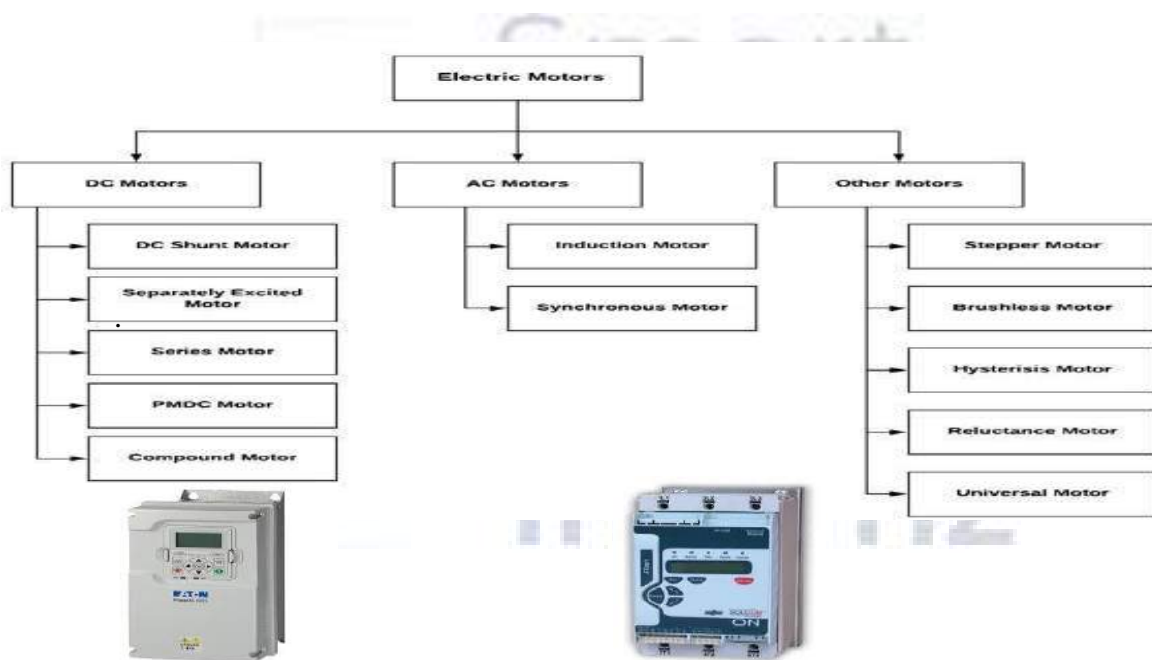 Electric Motors
DC Motors
AC Motors
Other Motors
DC Shunt Motor
Separately Excited
Motor
Series Motor
PMDC Motor
Compound Motor
Induction Motor
Synchronous Motor
Stepper Motor
Brushless Motor
Hysterisis Motor
Reluctance Motor
Universal Motor
EATON
ON